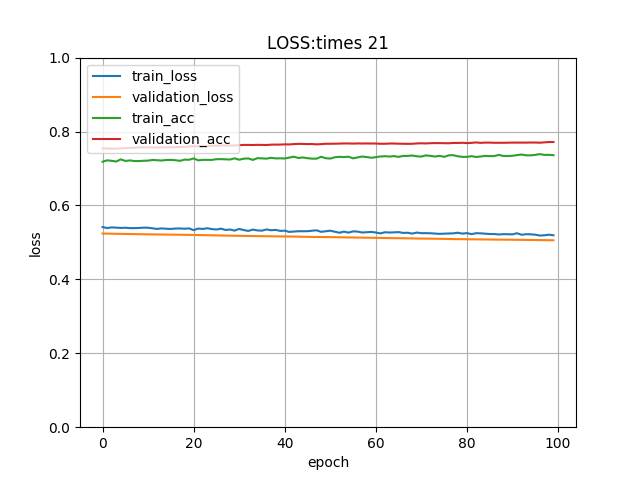 LOSS:times 21
1.0
0.8
0.6
0.4
0.2
0.0
loss
train_loss
validation_loss
train_acc
validation_acc
0 20 40 60 80 100
epoch